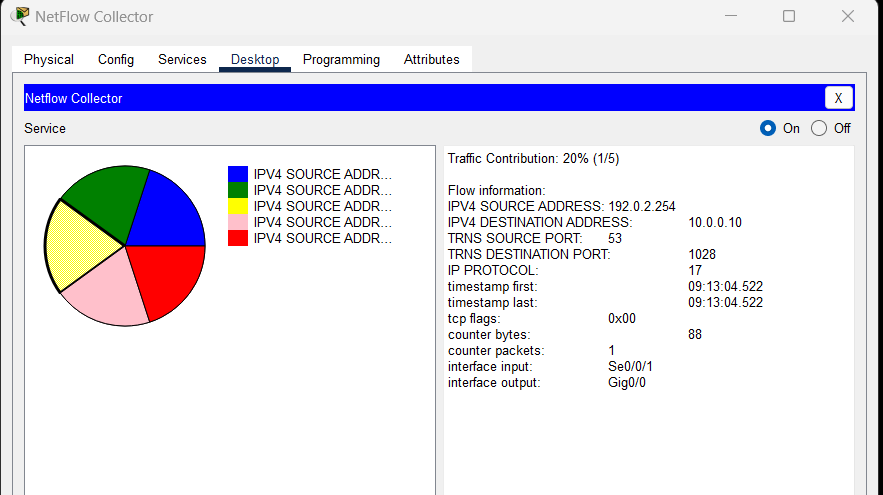 NetFlow Collector
Physical Config Services Desktop Programming Attributes
Netflow Collector X
Service On Off
IPV4 SOURCE ADDR...
IPV4 SOURCE ADDR...
IPV4 SOURCE ADDR...
IPV4 SOURCE ADDR...
IPV4 SOURCE ADDR...
Traffic Contribution: 20% (1/5)
Flow information:
IPV4 SOURCE ADDRESS: 192.0.2.254
IPV4 DESTINATION ADDRESS: 10.0.0.10
TRNS SOURCE PORT: 53
TRNS DESTINATION PORT: 1028
IP PROTOCOL: 17
timestamp first: 09:13:04.522
timestamp last: 09:13:04.522
tcp flags: 0x00
counter bytes: 88
counter packets: 1
interface input: Se0/0/1
interface output: Gig0/0